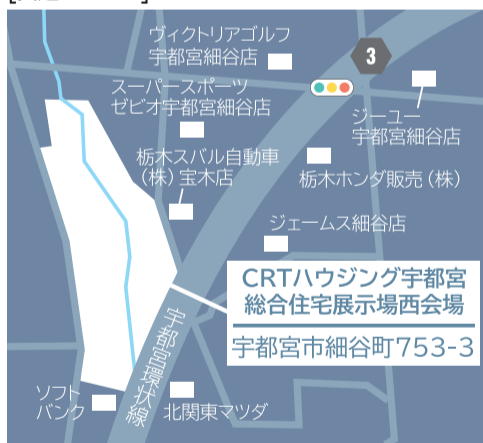 ヴィクトリアゴルフ
宇都宮細谷店
3
スーパースポーツ
ゼビオ宇都宮細谷店
ジーユー
宇都宮細谷店
栃木スバル自動車
(株)宝木店
栃木ホンダ販売(株)
ジェームス細谷店
CRTハウジング宇都宮
総合住宅展示場西会場
宇都宮市細谷町753-3
宇都宮環状線
ソフト
バンク
北関東マツダ